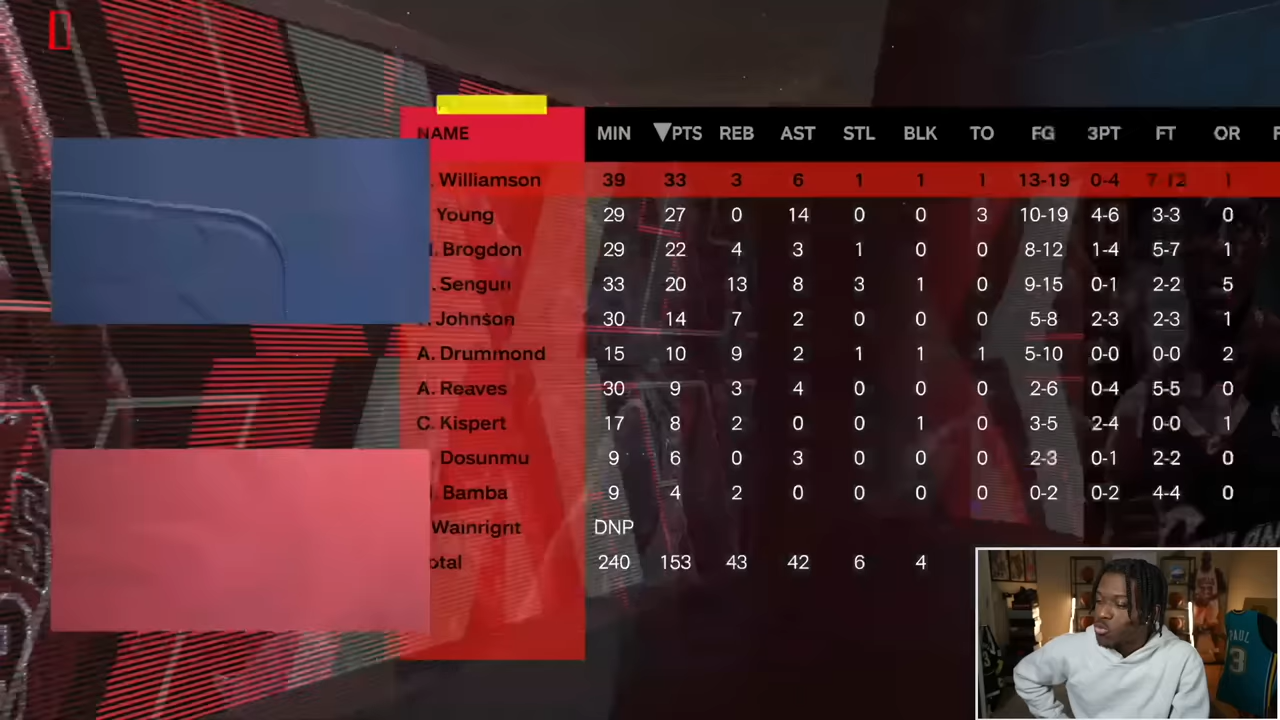 NAME MIN ▼PTS REB AST STL BLK TO FG 3PT FT OR
. Williamson 39 33 3 6 1 1 1 13-19 0-4 7-12 1
Young 29 27 0 14 0 0 3 10-19 4-6 3-3 0
. Brogdon 29 22 4 3 1 0 0 8-12 1-4 5-7 1
. Sengun 33 20 13 8 3 1 0 9-15 0-1 2-2 5
Johnson 30 14 7 2 0 0 0 5-8 2-3 2-3 1
A. Drummond 15 10 9 2 1 1 1 5-10 0-0 0-0 2
A. Reaves 30 9 3 4 0 0 0 2-6 0-4 5-5 0
C. Kispert 17 8 2 0 0 1 0 3-5 2-4 0-0 1
Dosunmu 9 6 0 3 0 0 0 2-3 0-1 2-2 0
Bamba 9 4 2 0 0 0 0 0-2 0-2 4-4 0
Wainright DNP
otal 240 153 43 42 6 4
PAUL
3